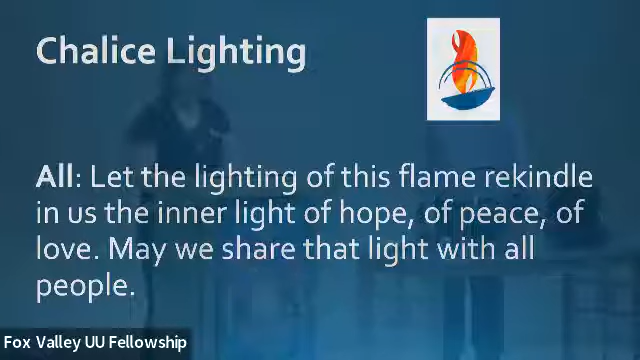 Chalice Lighting
All: Let the lighting of this flame rekindle
in us the inner light of hope, of peace, of
love. May we share that light with all
people.
Fox Valley UU Fellowship